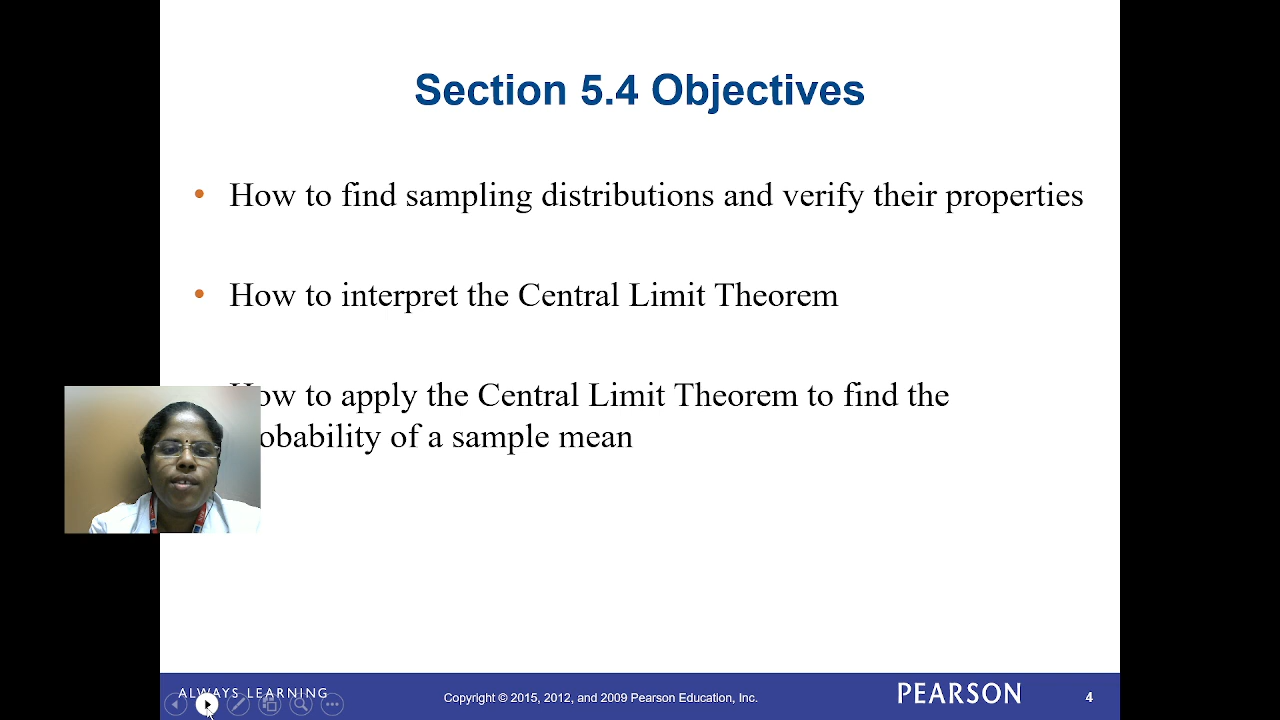 Section 5.4 Objectives
• How to find sampling distributions and verify their properties
• How to interpret the Central Limit Theorem
How to apply the Central Limit Theorem to find the
obability of a sample mean
ALWAYS LEARNING
Copyright © 2015, 2012, and 2009 Pearson Education, Inc.
PEARSON
4